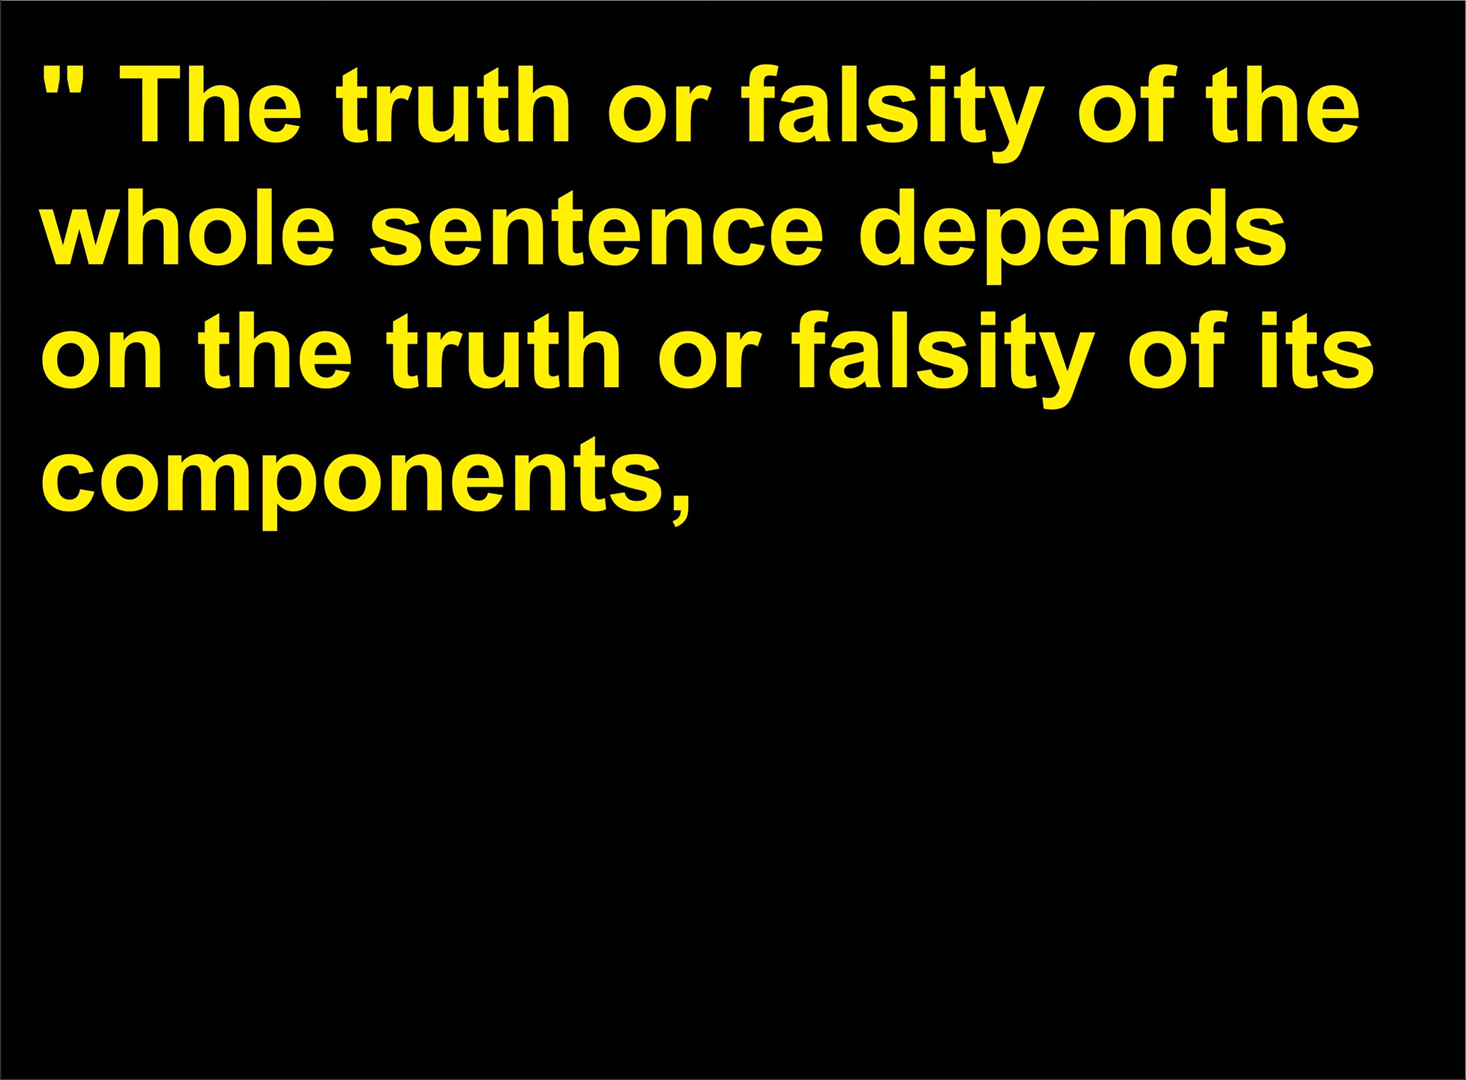 " The truth or falsity of the
whole sentence depends
on the truth or falsity of its
components,